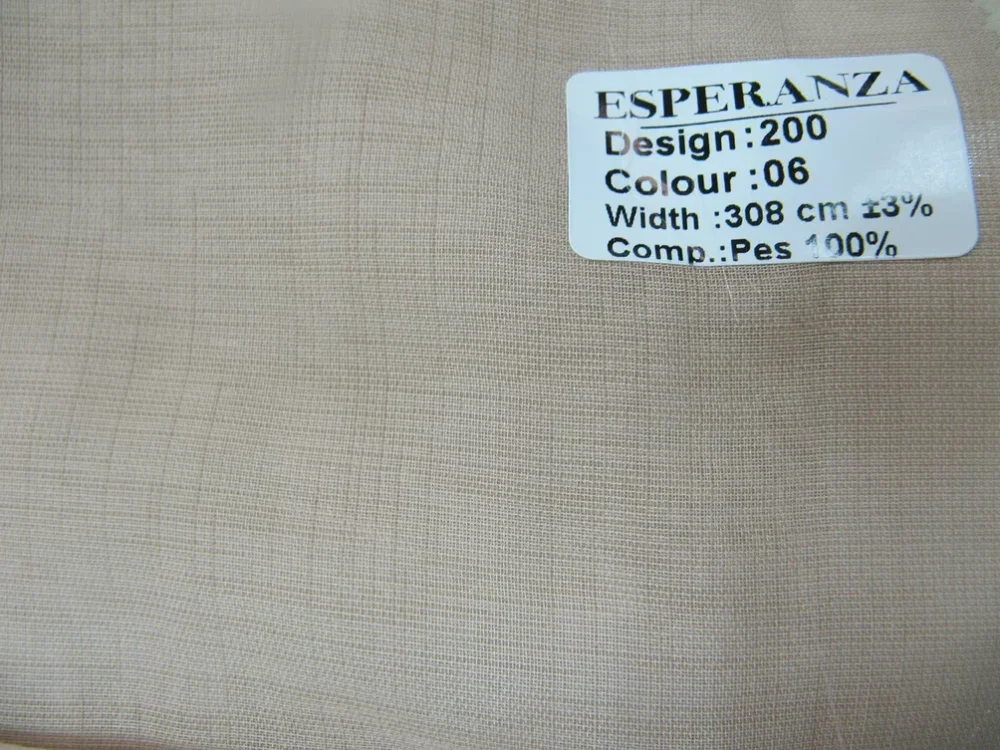 ESPERANZA
Design:200
Colour :06
Width :308 cm ±3%
Comp.:Pes 100%